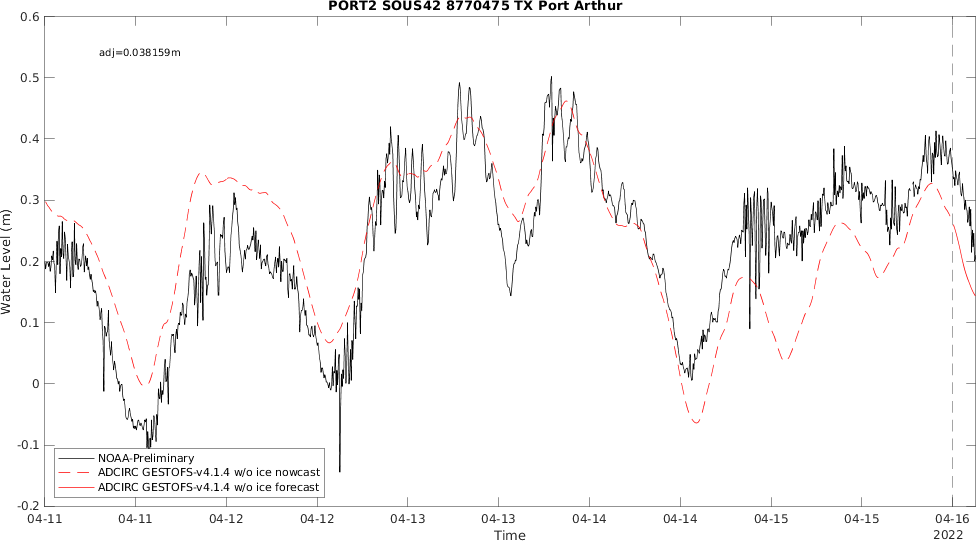 PORT2 SOUS42 8770475 TX Port Arthur
adj=0.038159m
0.6
0.5
0.4
0.3
0.2
0.1
0
-0.1
-0.2
Water Level (m)
NOAA-Preliminary
ADCIRC GESTOFS-v4.1.4 w/o ice nowcast
ADCIRC GESTOFS-v4.1.4 w/o ice forecast
04-11 04-11 04-12 04-12 04-13 04-13 04-14 04-14 04-15 04-15 04-16
Time
2022